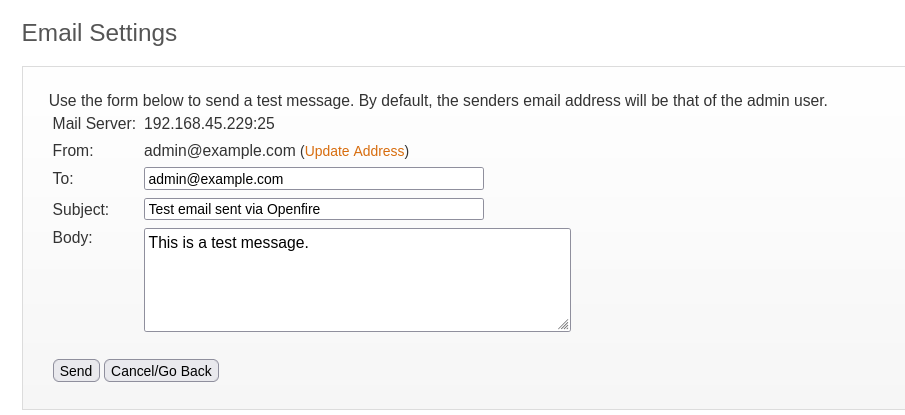 Email Settings
Use the form below to send a test message. By default, the senders email address will be that of the admin user.
Mail Server: 192.168.45.229:25
From: admin@example.com (Update Address)
To: admin@example.com
Subject: Test email sent via Openfire
Body: This is a test message.
Send Cancel/Go Back